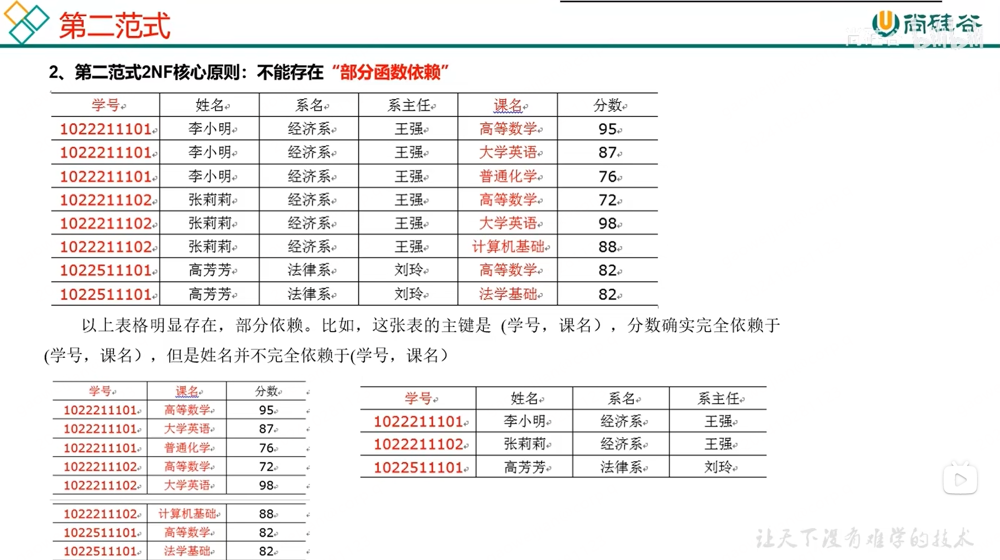 第二范式
尚硅谷
尚硅谷 bilibili
2、第二范式2NF核心原则：不能存在“部分函数依赖”
学号 姓名 系名 系主任 课名 分数
1022211101 李小明 经济系 王强 高等数学 95
1022211101 李小明 经济系 王强 大学英语 87
1022211101 李小明 经济系 王强 普通化学 76
1022211102 张莉莉 经济系 王强 高等数学 72
1022211102 张莉莉 经济系 王强 大学英语 98
1022211102 张莉莉 经济系 王强 计算机基础 88
1022511101 高芳芳 法律系 刘玲 高等数学 82
1022511101 高芳芳 法律系 刘玲 法学基础 82
以上表格明显存在，部分依赖。比如，这张表的主键是 (学号，课名），分数确实完全依赖于
(学号，课名），但是姓名并不完全依赖于(学号，课名）
学号 课名 分数
1022211101 高等数学 95
1022211101 大学英语 87
1022211101 普通化学 76
1022211102 高等数学 72
1022211102 大学英语 98
1022211102 计算机基础 88
1022511101 高等数学 82
1022511101 法学基础 82
学号 姓名 系名 系主任
1022211101 李小明 经济系 王强
1022211102 张莉莉 经济系 王强
1022511101 高芳芳 法律系 刘玲
让天下没有难学的技术